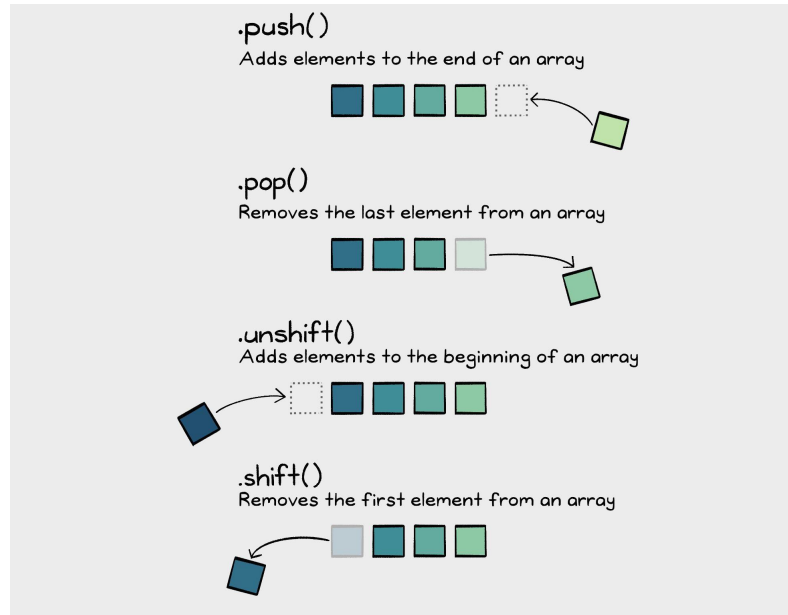 .push()
Adds elements to the end of an array
.pop()
Removes the last element from an array
.unshift()
Adds elements to the beginning of an array
.shift()
Removes the first element from an array